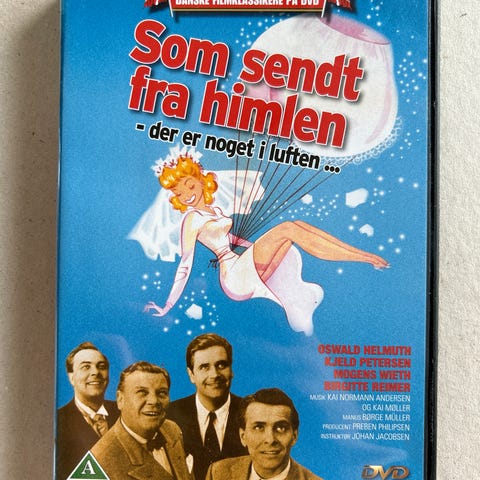 DANSKE FILMKLASSIKERE PÅ DVD
Som sendt
fra himlen
- der er noget i luften ...
OSWALD HELMUTH
KJELD PETERSEN
MOGENS WIETH
BIRGITTE REIMER
MUSIK KAI NORMANN ANDERSEN
OG KAI MØLLER
MANUS BØRGE MÜLLER
PRODUCENT PREBEN PHILIPSEN
INSTRUKTØR JOHAN JACOBSEN
A
DVD